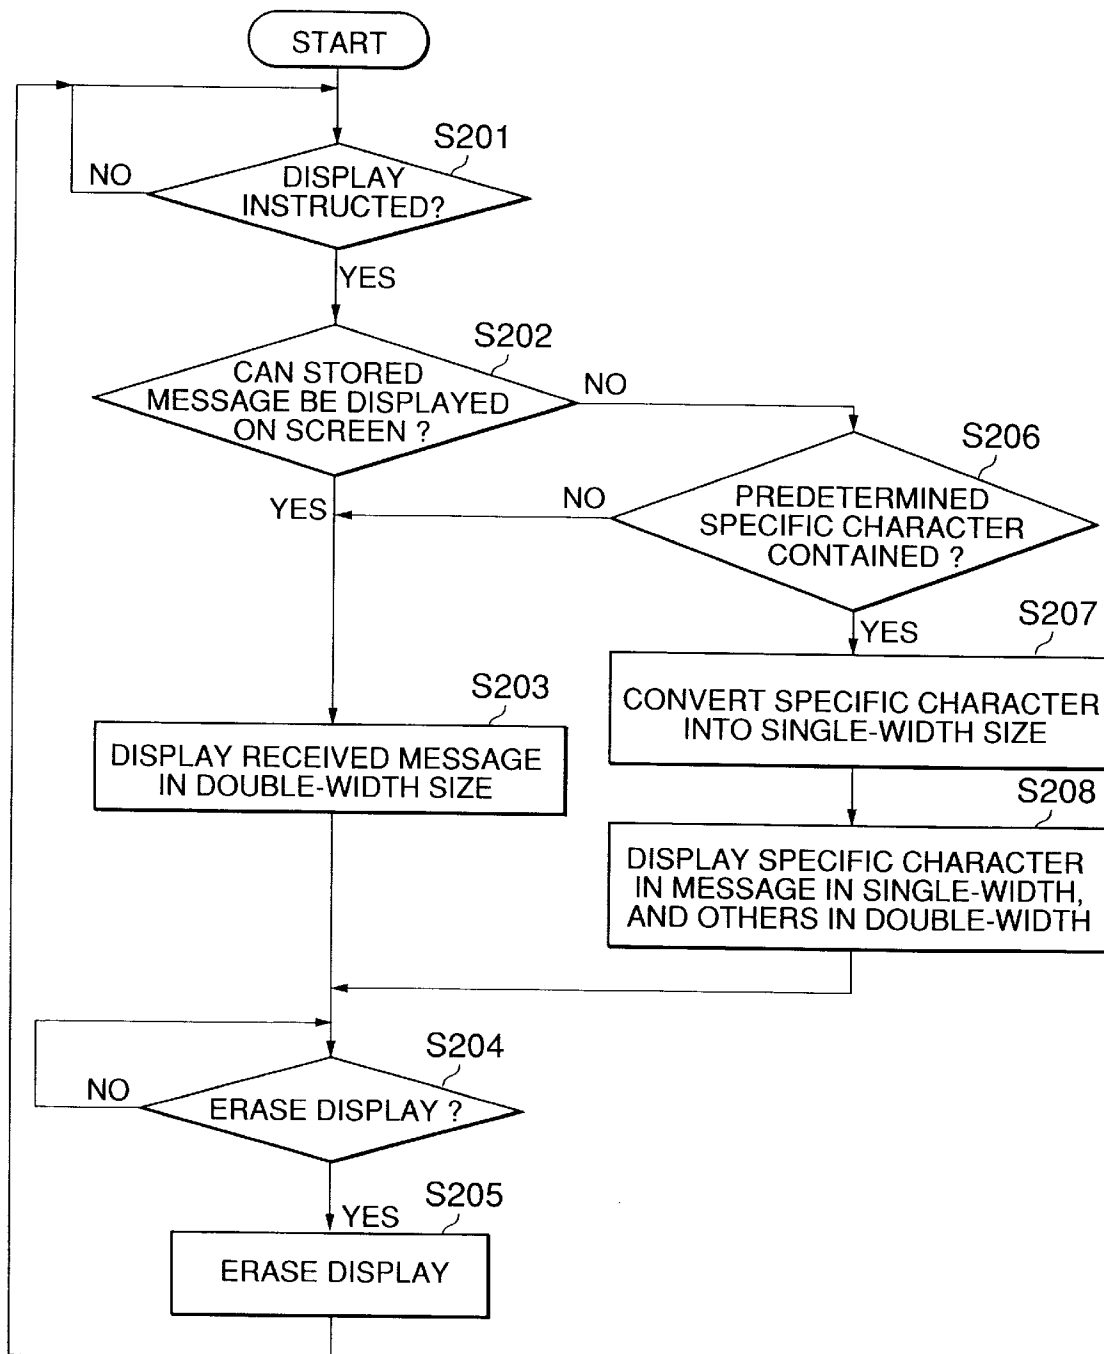 START
S201
NO
DISPLAY
INSTRUCTED?
YES
S202
CAN STORED
MESSAGE BE DISPLAYED
ON SCREEN ?
NO
S206
PREDETERMINED
SPECIFIC CHARACTER
CONTAINED ?
NO
YES
YES
S207
CONVERT SPECIFIC CHARACTER
INTO SINGLE-WIDTH SIZE
S203
DISPLAY RECEIVED MESSAGE
IN DOUBLE-WIDTH SIZE
S208
DISPLAY SPECIFIC CHARACTER
IN MESSAGE IN SINGLE-WIDTH,
AND OTHERS IN DOUBLE-WIDTH
S204
NO
ERASE DISPLAY ?
YES
S205
ERASE DISPLAY